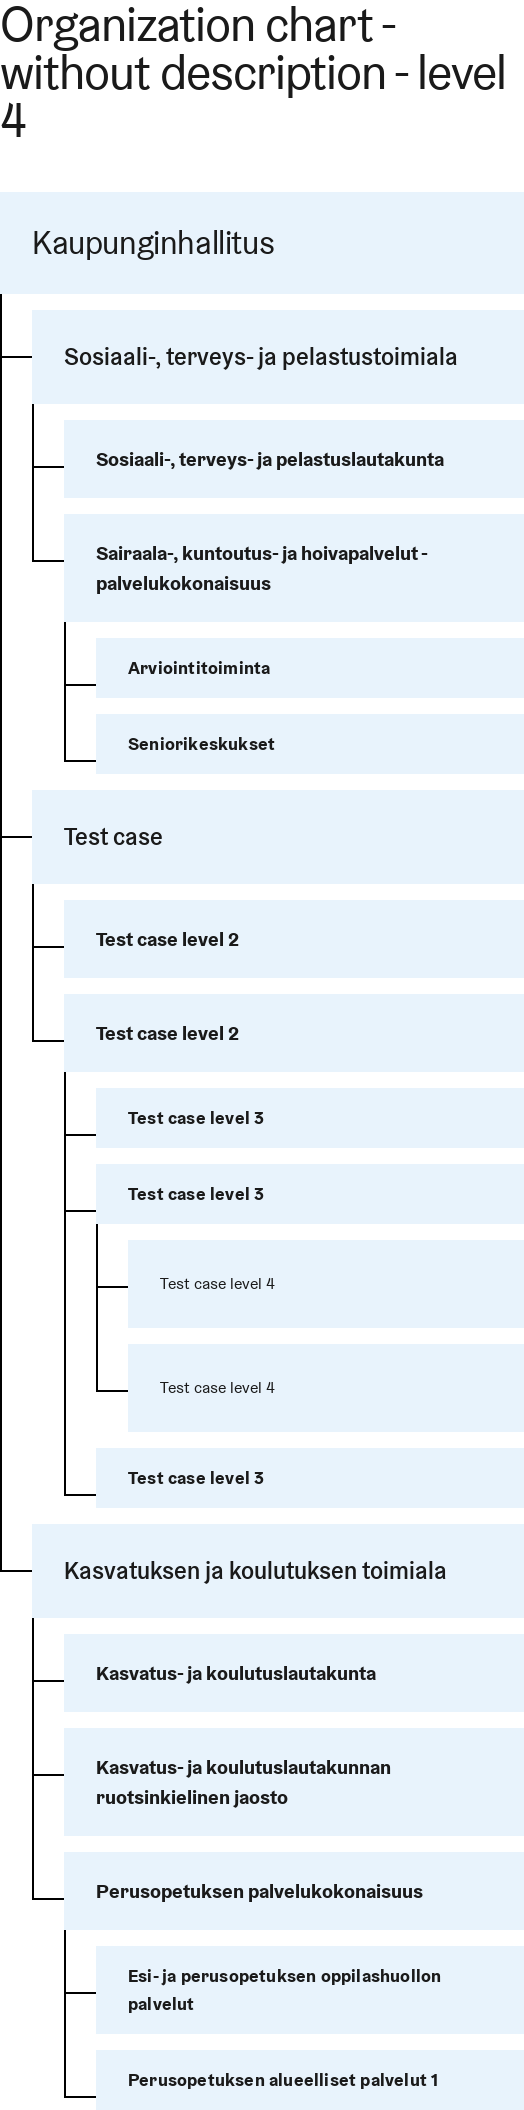 Organization chart -
without description - level
4
Kaupunginhallitus
Sosiaali-, terveys- ja pelastustoimiala
Sosiaali-, terveys- ja pelastuslautakunta
Sairaala-, kuntoutus- ja hoivapalvelut -
palvelukokonaisuus
Arviointitoiminta
Seniorikeskukset
Test case
Test case level 2
Test case level 2
Test case level 3
Test case level 3
Test case level 4
Test case level 4
Test case level 3
Kasvatuksen ja koulutuksen toimiala
Kasvatus- ja koulutuslautakunta
Kasvatus- ja koulutuslautakunnan
ruotsinkielinen jaosto
Perusopetuksen palvelukokonaisuus
Esi- ja perusopetuksen oppilashuollon
palvelut
Perusopetuksen alueelliset palvelut 1